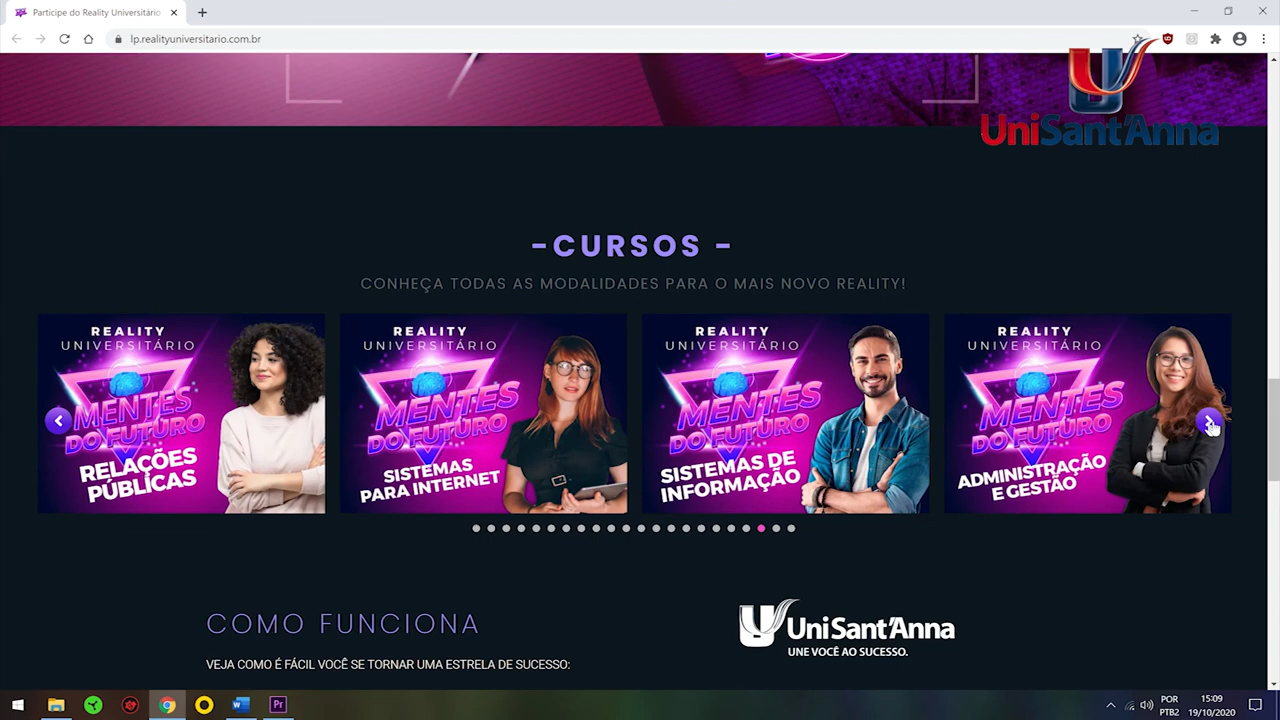 Participe do Reality Universitário
lp.realityuniversitario.com.br
UniSant'Anna
-CURSOS -
CONHEÇA TODAS AS MODALIDADES PARA O MAIS NOVO REALITY!
REALITY
UNIVERSITÁRIO
MENTES
DO FUTURO
RELAÇÕES
PÚBLICAS
REALITY
UNIVERSITÁRIO
MENTES
DO FUTURO
SISTEMAS
PARA INTERNET
REALITY
UNIVERSITÁRIO
MENTES
DO FUTURO
SISTEMAS DE
INFORMAÇÃO
REALITY
UNIVERSITÁRIO
MENTES
DO FUTURO
ADMINISTRAÇÃO
E GESTÃO
COMO FUNCIONA
VEJA COMO É FÁCIL VOCÊ SE TORNAR UMA ESTRELA DE SUCESSO:
UniSant'Anna
UNE VOCÊ AO SUCESSO.
Pr
POR
PTB2
15:09
19/10/2020